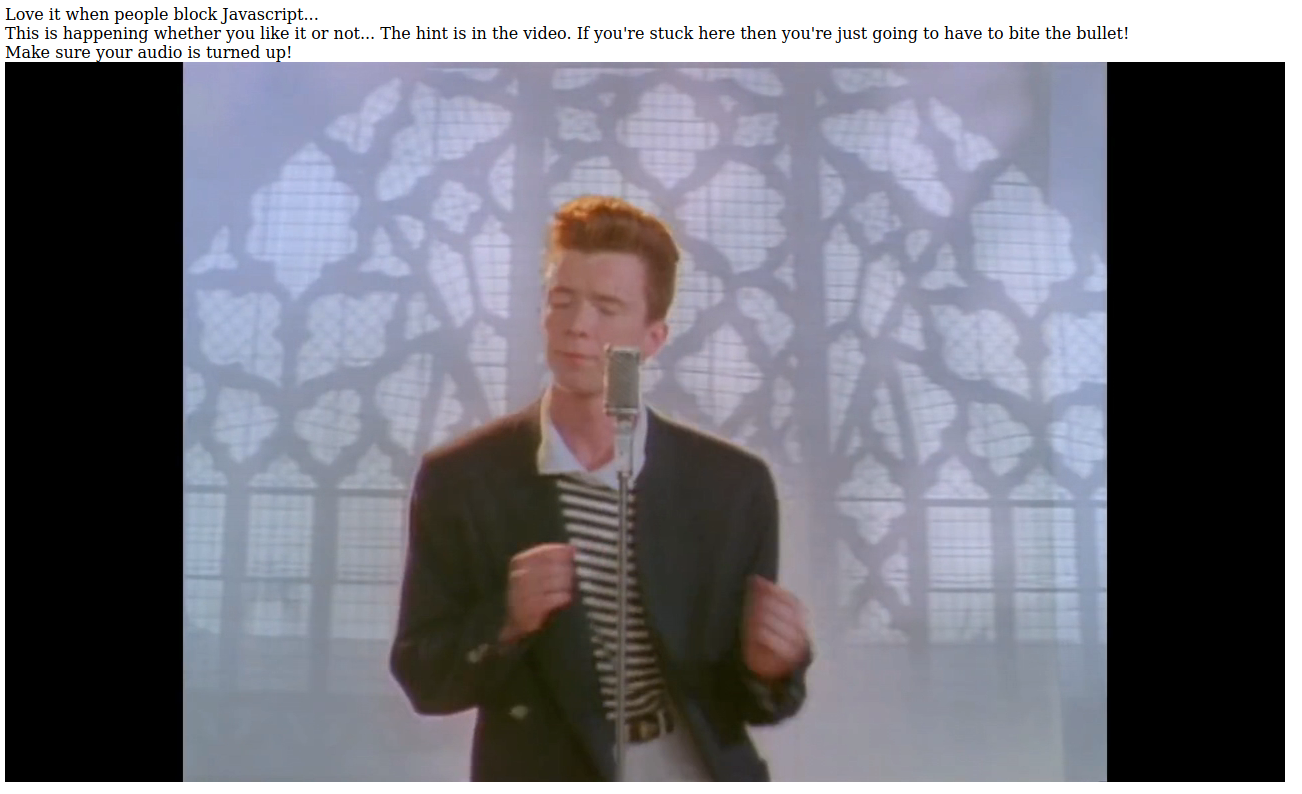 Love it when people block Javascript...
This is happening whether you like it or not... The hint is in the video. If you're stuck here then you're just going to have to bite the bullet!
Make sure your audio is turned up!